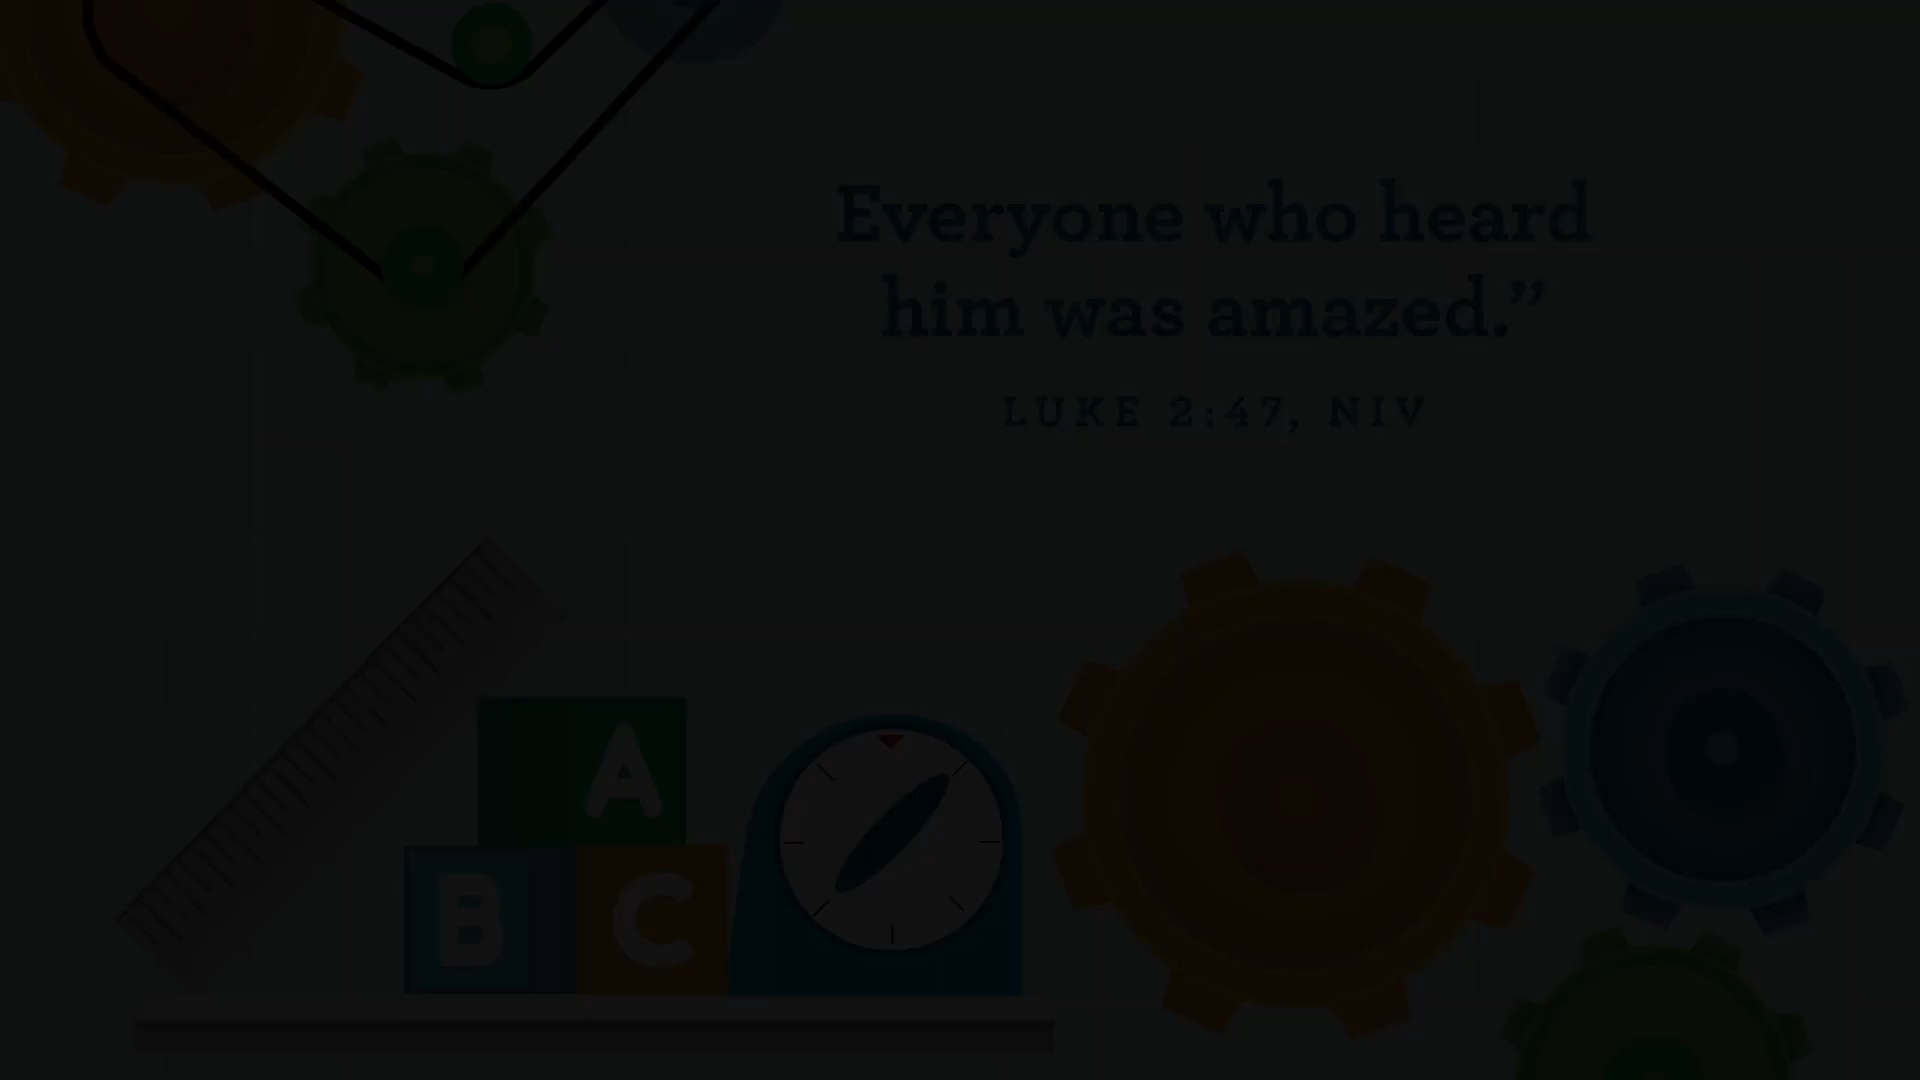 Everyone who heard
him was amazed.”
LUKE 2:47, NIV
A
B C